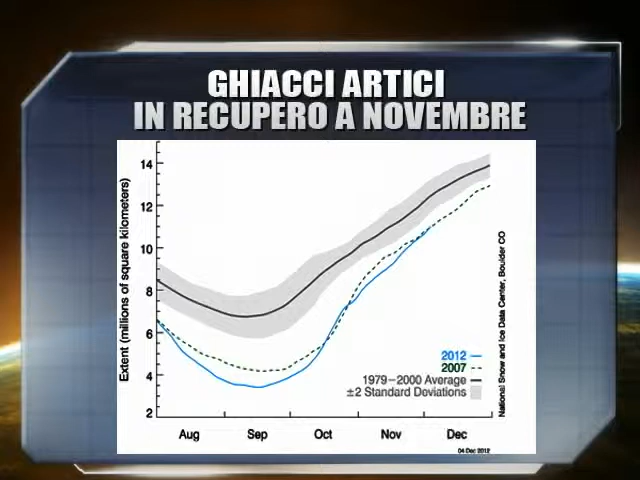 GHIACCI ARTICI
IN RECUPERO A NOVEMBRE
Extent (millions of square kilometers)
14
12
10
8
6
4
2
Aug Sep Oct Nov Dec
2012
2007
1979−2000 Average
±2 Standard Deviations
National Snow and Ice Data Center, Boulder CO
04 Dec 2012